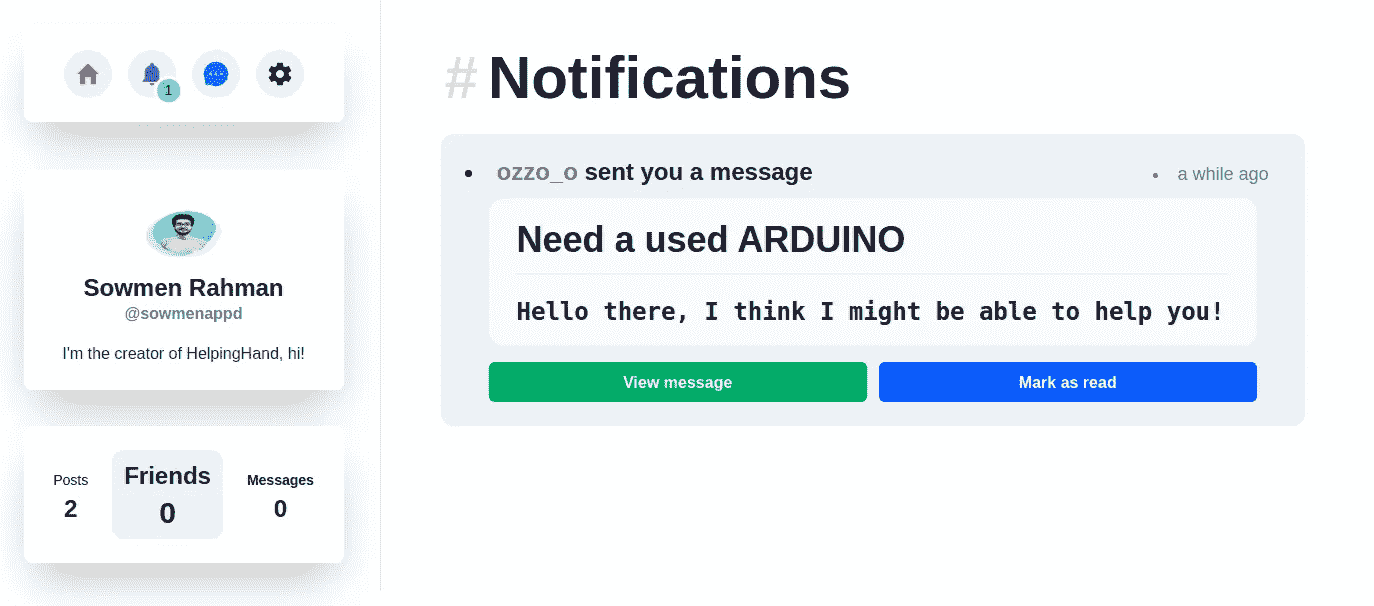 1
Sowmen Rahman
@sowmenappd
I'm the creator of HelpingHand, hi!
Posts
2
Friends
0
Messages
0
# Notifications
ozzo_o sent you a message
a while ago
Need a used ARDUINO
Hello there, I think I might be able to help you!
View message
Mark as read